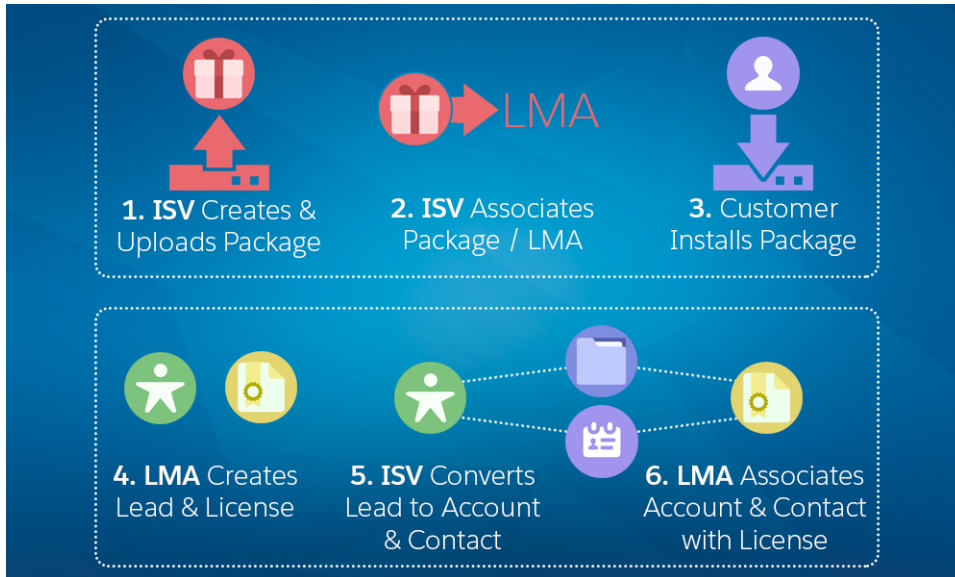 LMA
1. ISV Creates &
Uploads Package
2. ISV Associates
Package / LMA
3. Customer
Installs Package
4. LMA Creates
Lead & License
5. ISV Converts
Lead to Account
& Contact
6. LMA Associates
Account & Contact
with License